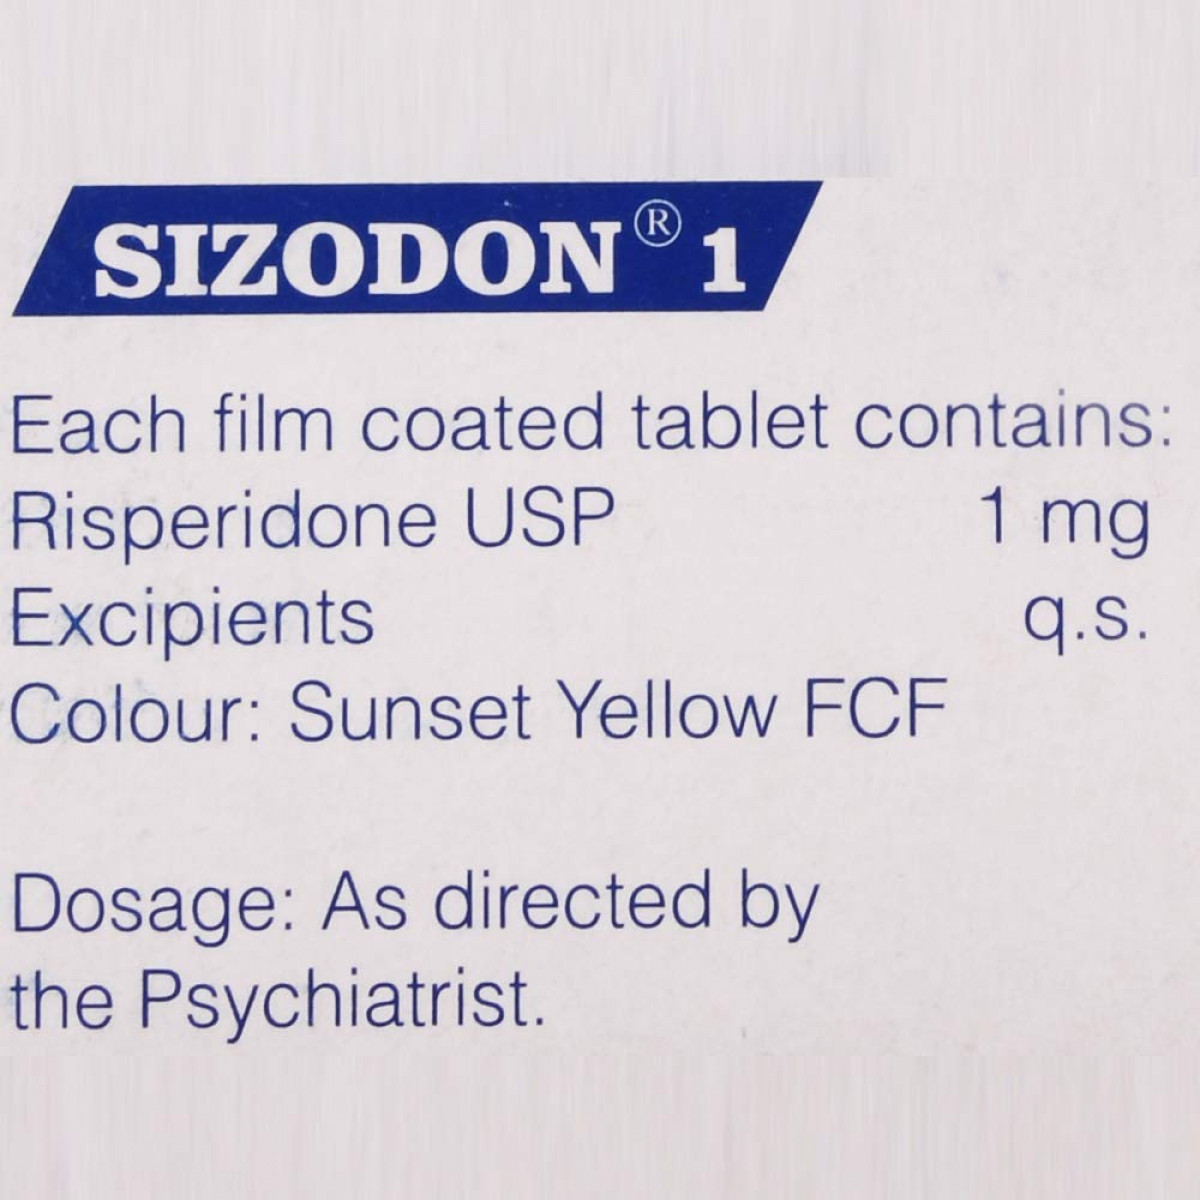 SIZODON® 1
Each film coated tablet contains:
Risperidone USP 1 mg
Excipients q.s.
Colour: Sunset Yellow FCF
Dosage: As directed by
the Psychiatrist.